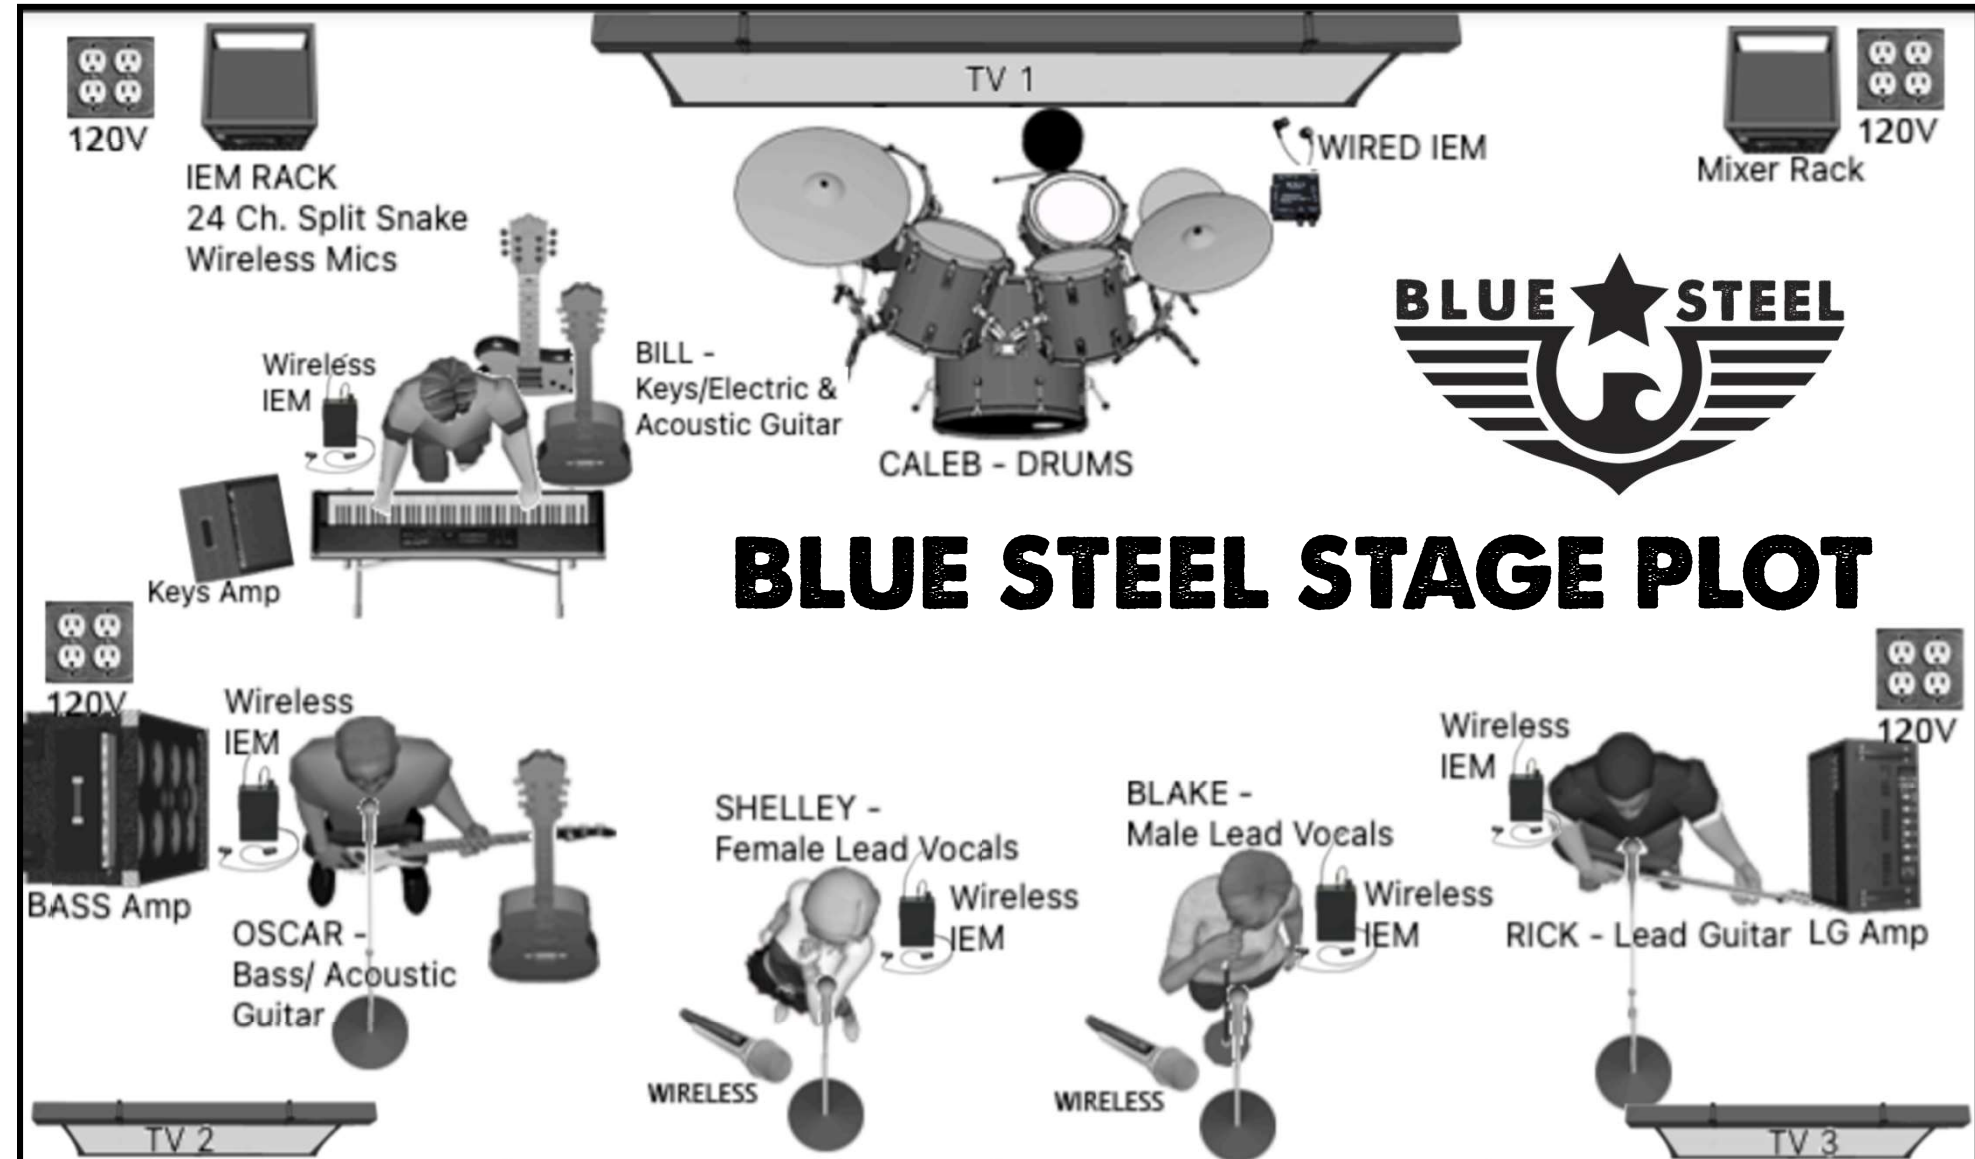 TV 1
120V
IEM RACK
24 Ch. Split Snake
Wireless Mics
WIRED IEM
Mixer Rack
120V
BLUE STEEL
Wireless
IEM
BILL -
Keys/Electric &
Acoustic Guitar
CALEB - DRUMS
Keys Amp
BLUE STEEL STAGE PLOT
120V
Wireless
IEM
BASS Amp
OSCAR -
Bass/ Acoustic
Guitar
SHELLEY -
Female Lead Vocals
Wireless
IEM
WIRELESS
BLAKE -
Male Lead Vocals
Wireless
IEM
WIRELESS
Wireless
IEM
120V
RICK - Lead Guitar
LG Amp
TV 2
TV 3